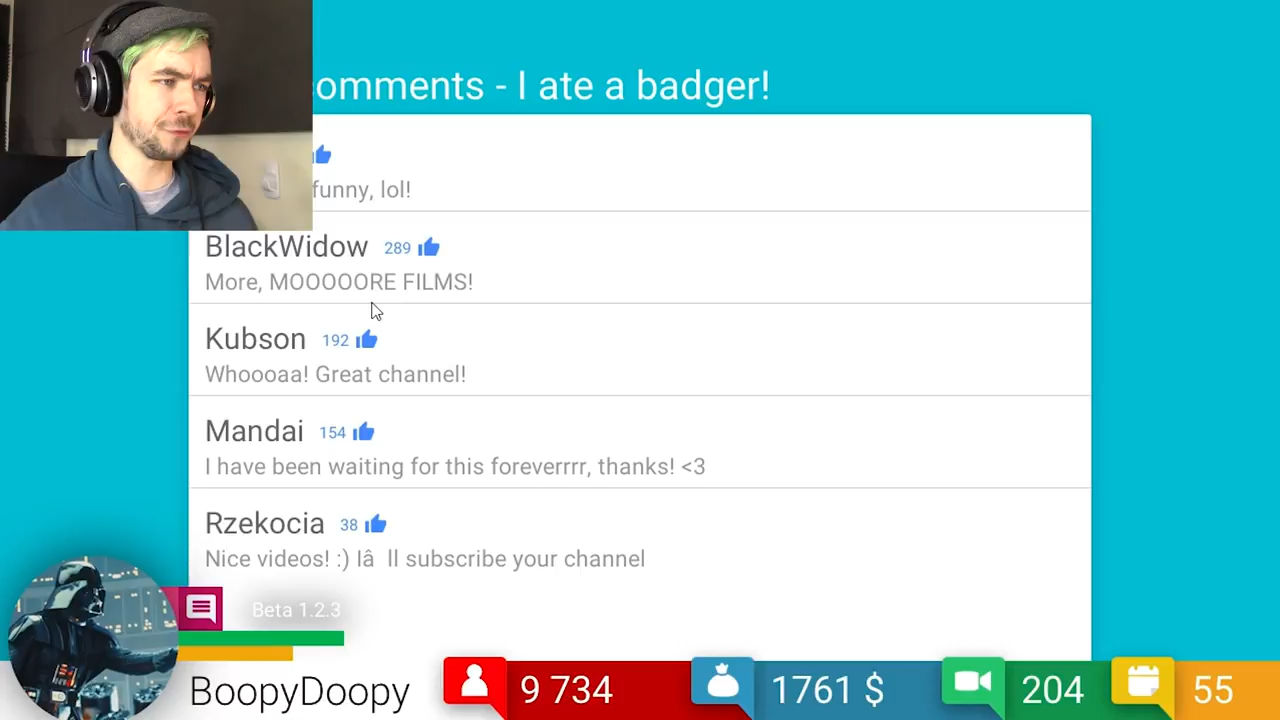 omments - I ate a badger!
funny, lol!
BlackWidow 289
More, MOOOOORE FILMS!
Kubson 192
Whoooaa! Great channel!
Mandai 154
I have been waiting for this foreverrrr, thanks! <3
Rzekocia 38
Nice videos! :) Iâ ll subscribe your channel
Beta 1.2.3
BoopyDoopy
9 734
1761 $
204
55